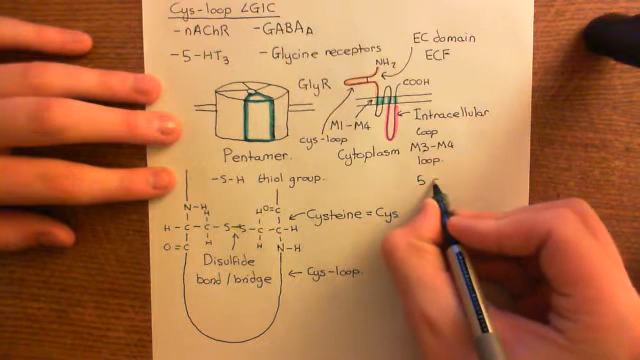 Cys-loop LGIC
-nAChR -GABAA
-5-HT3 -Glycine receptors
EC domain
ECF
NH2
GlyR
COOH
cys-loop
M1-M4
Intracellular
loop
M3-M4
loop.
Pentamer.
Cytoplasm
-S-H thiol group.
5
N-H
H
H-C-C-S-S-C-C-H
H
O=C
HO=C
H
N-H
Cysteine = Cys
Disulfide
bond/bridge
Cys-loop.